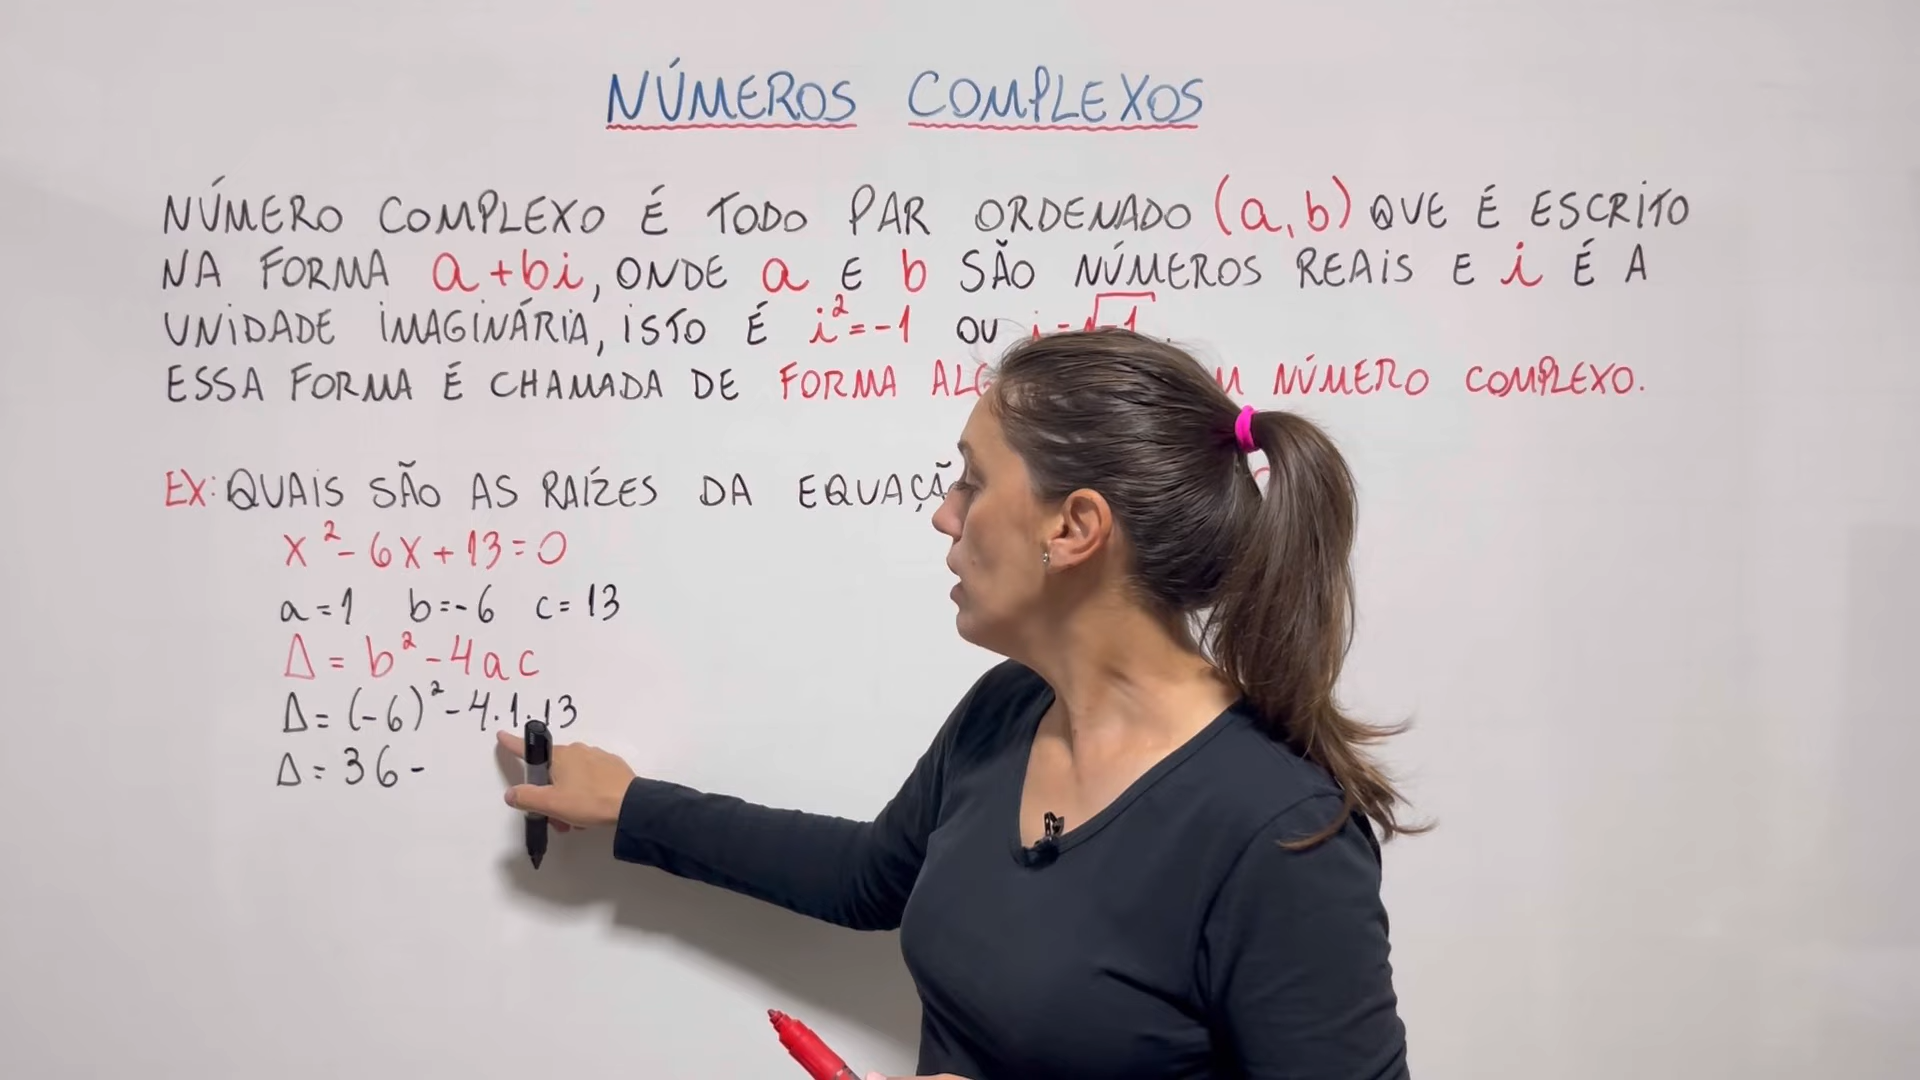 NÚMEROS COMPLEXOS
NÚMERO COMPLEXO É TODO PAR ORDENADO (a,b) QUE É ESCRITO
NA FORMA a+bi, ONDE a E b SÃO NÚMEROS REAIS E i É A
UNIDADE IMAGINÁRIA, ISTO É i²=-1 OU i=√-1.
ESSA FORMA É CHAMADA DE FORMA NÚMERO COMPLEXO.
EX: QUAIS SÃO AS RAÍZES DA
x²-6x+13=0
a=1 b=-6 c=13
Δ=b²-4ac
Δ=(-6)²-4.1.13
Δ=36-